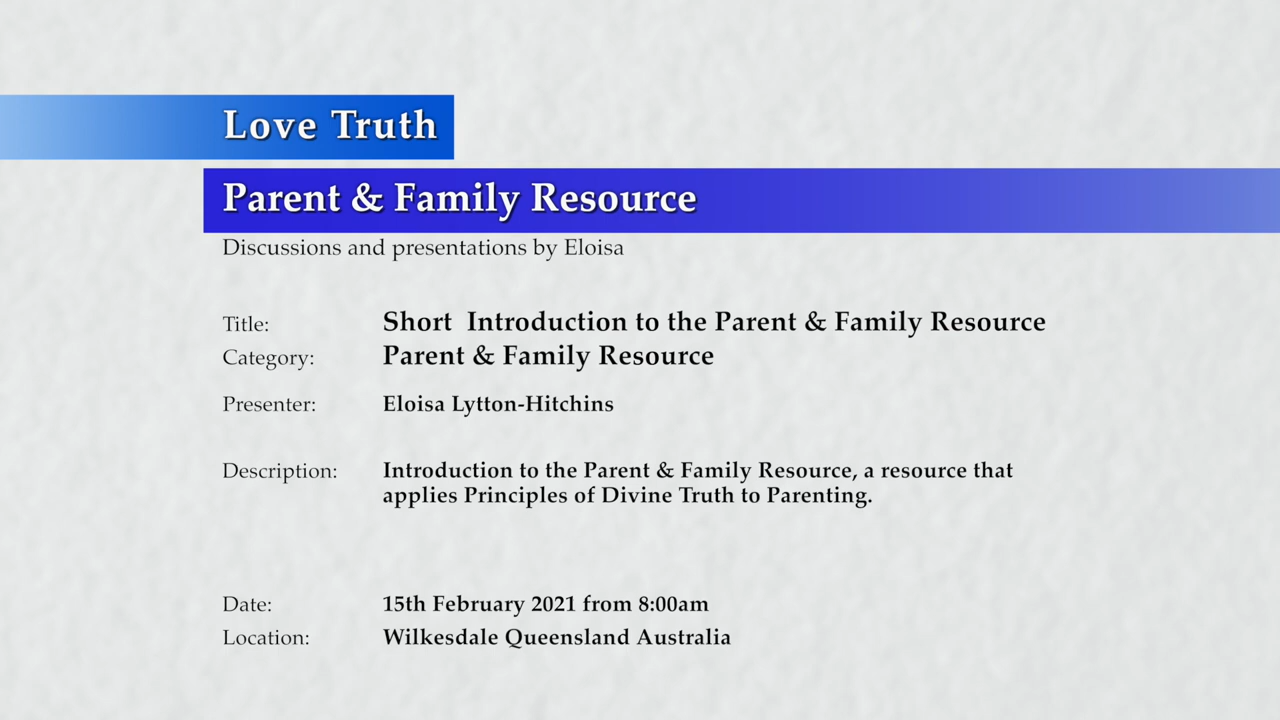 Love Truth
Parent & Family Resource
Discussions and presentations by Eloisa
Title: Short  Introduction to the Parent & Family Resource
Category: Parent & Family Resource
Presenter: Eloisa Lytton-Hitchins
Description: Introduction to the Parent & Family Resource, a resource that
applies Principles of Divine Truth to Parenting.
Date: 15th February 2021 from 8:00am
Location: Wilkesdale Queensland Australia